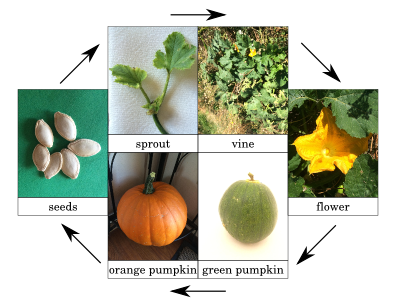 sprout
vine
seeds
flower
orange pumpkin
green pumpkin